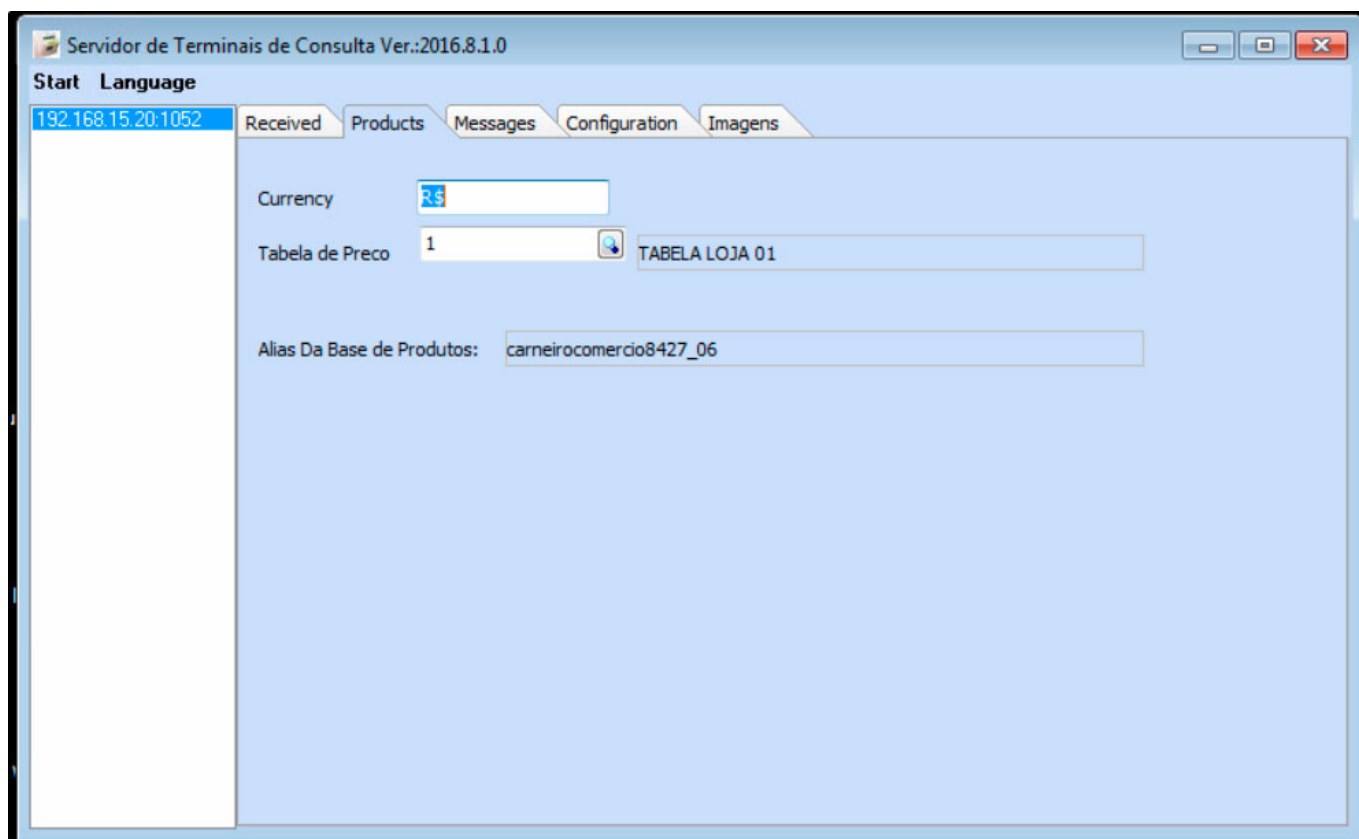 Servidor de Terminais de Consulta Ver.:2016.8.1.0
Start Language
192.168.15.20:1052
Received Products Messages Configuration Imagens
Currency R$
Tabela de Preco 1 TABELA LOJA 01
Alias Da Base de Produtos: carneirocomercio8427_06